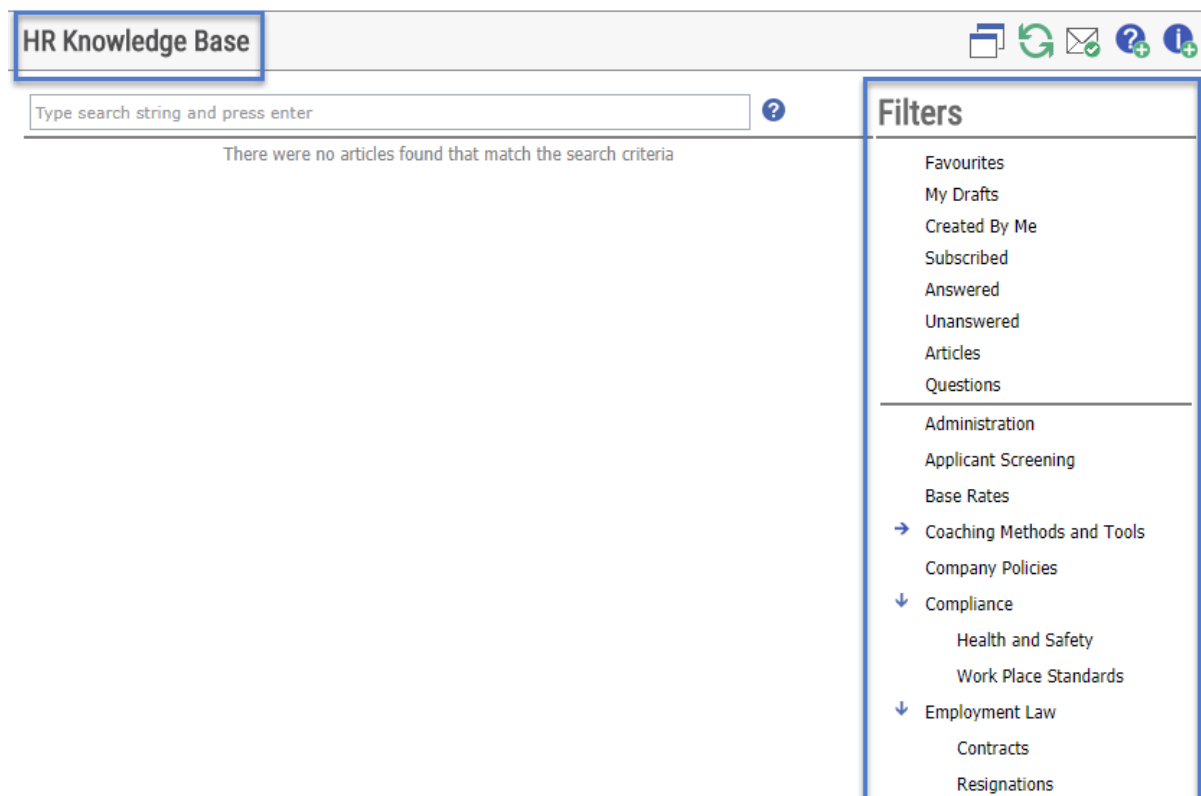 HR Knowledge Base
Type search string and press enter
There were no articles found that match the search criteria
Filters
Favourites
My Drafts
Created By Me
Subscribed
Answered
Unanswered
Articles
Questions
Administration
Applicant Screening
Base Rates
Coaching Methods and Tools
Company Policies
Compliance
Health and Safety
Work Place Standards
Employment Law
Contracts
Resignations